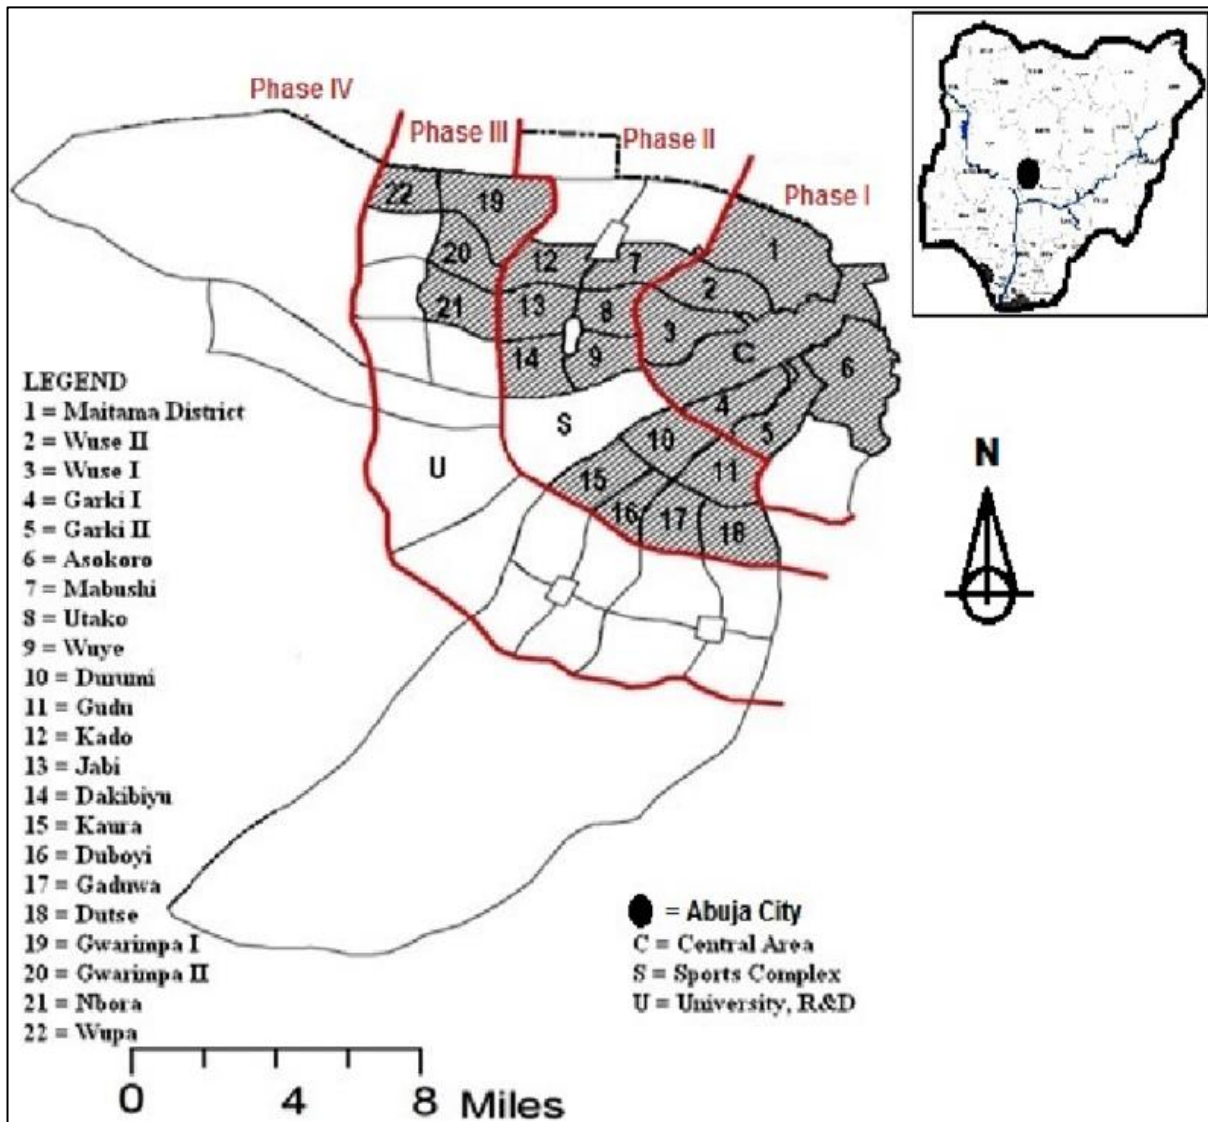 Phase IV
Phase III
Phase II
Phase I
22
19
1
20
12
7
2
21
13
8
3
C
14
9
6
4
S
10
5
U
15
11
16
17
18
N
LEGEND
1 = Maitama District
2 = Wuse II
3 = Wuse I
4 = Garki I
5 = Garki II
6 = Asokoro
7 = Mabushi
8 = Utako
9 = Wuye
10 = Durumi
11 = Gudu
12 = Kado
13 = Jabi
14 = Dakibiyu
15 = Kaura
16 = Duboyi
17 = Gaduwa
18 = Dutse
19 = Gwarimpa I
20 = Gwarimpa II
21 = Nbora
22 = Wupa
= Abuja City
C = Central Area
S = Sports Complex
U = University, R&D
0 4 8 Miles